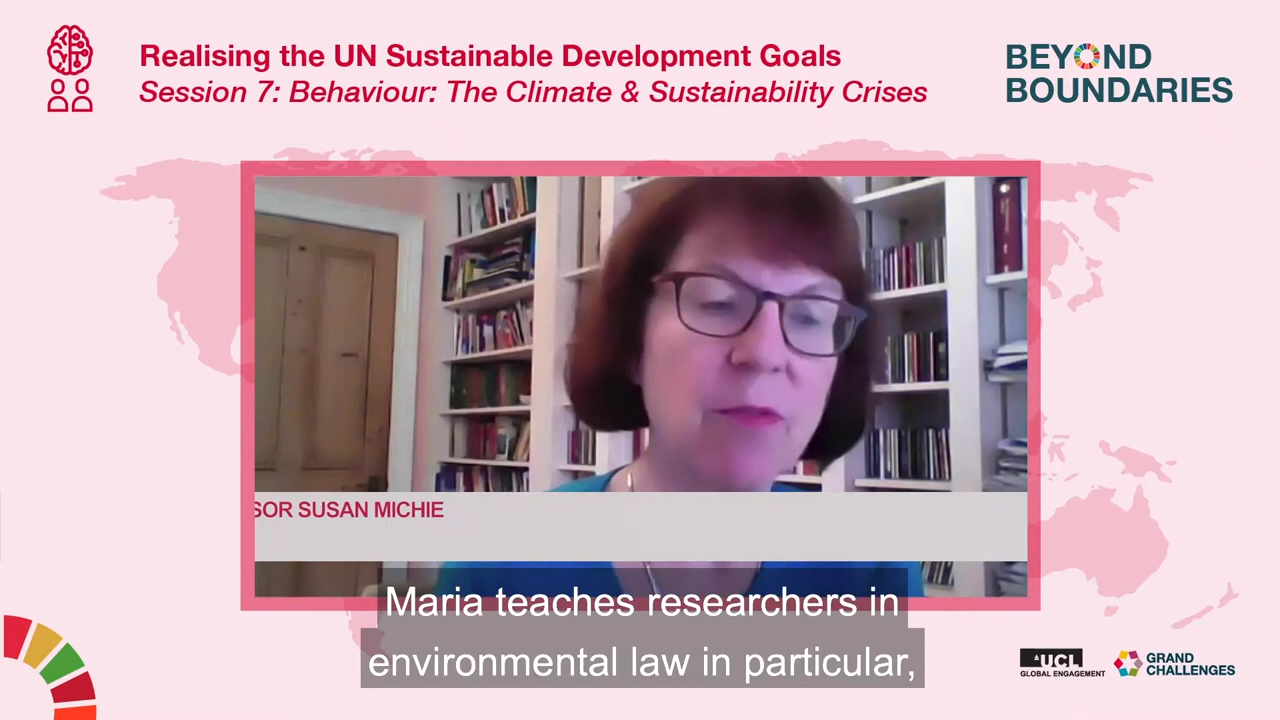 Realising the UN Sustainable Development Goals
Session 7: Behaviour: The Climate & Sustainability Crises
BEYOND
BOUNDARIES
SOR SUSAN MICHIE
Maria teaches researchers in
environmental law in particular,
UCL
GLOBAL ENGAGEMENT
GRAND
CHALLENGES